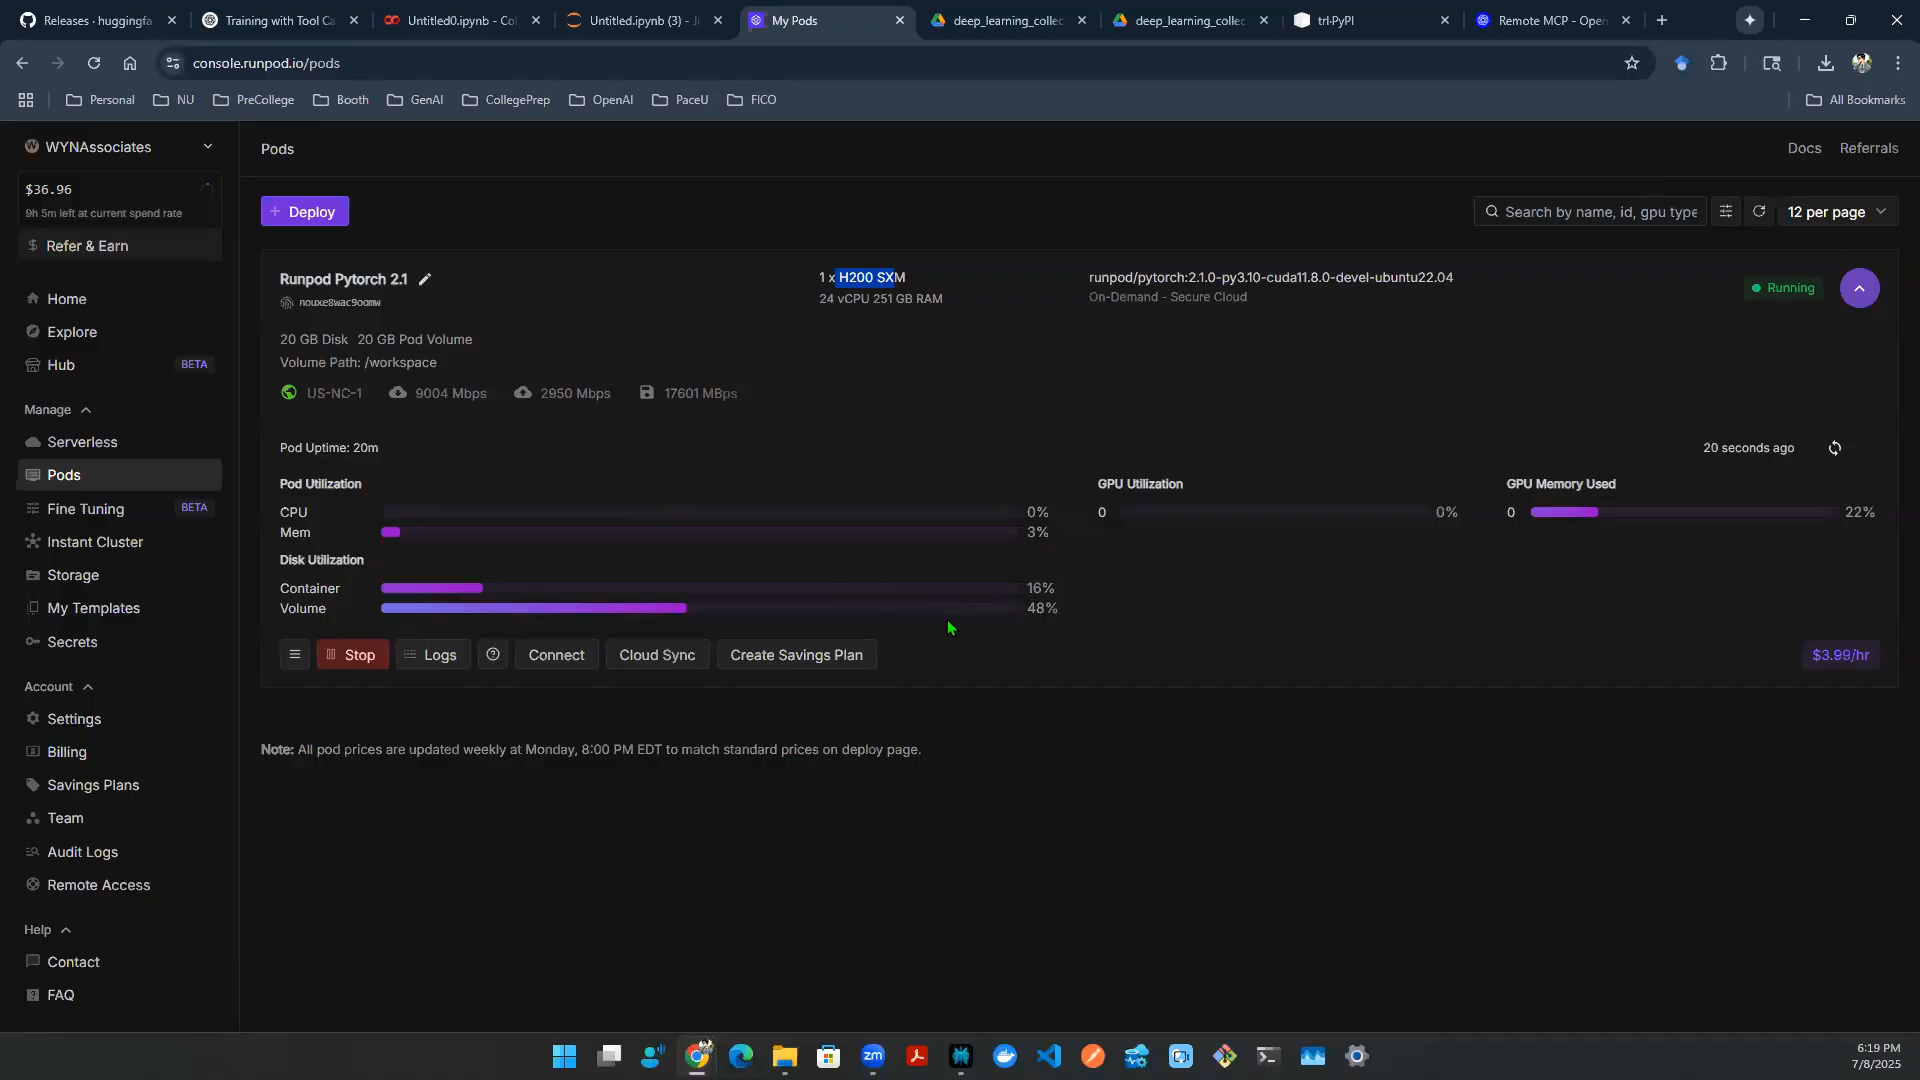 Releases · huggingfa
Training with Tool Ca
Untitled0.ipynb - Col
Untitled.ipynb (3) - J
My Pods
deep_learning_collec
deep_learning_collec
trl·PyPI
Remote MCP - Open
console.runpod.io/pods
Personal
NU
PreCollege
Booth
GenAI
CollegePrep
OpenAI
PaceU
FICO
All Bookmarks
WYNAssociates
$36.96
9h 5m left at current spend rate
$ Refer & Earn
Home
Explore
Hub BETA
Manage
Serverless
Pods
Fine Tuning BETA
Instant Cluster
Storage
My Templates
Secrets
Account
Settings
Billing
Savings Plans
Team
Audit Logs
Remote Access
Help
Contact
FAQ
Pods
Docs Referrals
+ Deploy
Search by name, id, gpu type
12 per page
Runpod Pytorch 2.1
nouxe8wac9oomw
1 x H200 SXM
24 vCPU 251 GB RAM
runpod/pytorch:2.1.0-py3.10-cuda11.8.0-devel-ubuntu22.04
On-Demand - Secure Cloud
Running
20 GB Disk 20 GB Pod Volume
Volume Path: /workspace
US-NC-1 9004 Mbps 2950 Mbps 17601 MBps
Pod Uptime: 20m
20 seconds ago
Pod Utilization
CPU 0%
Mem 3%
Disk Utilization
Container 16%
Volume 48%
GPU Utilization
0 0%
GPU Memory Used
0 22%
Stop
Logs
Connect
Cloud Sync
Create Savings Plan
$3.99/hr
Note: All pod prices are updated weekly at Monday, 8:00 PM EDT to match standard prices on deploy page.
zm
6:19 PM
7/8/2025